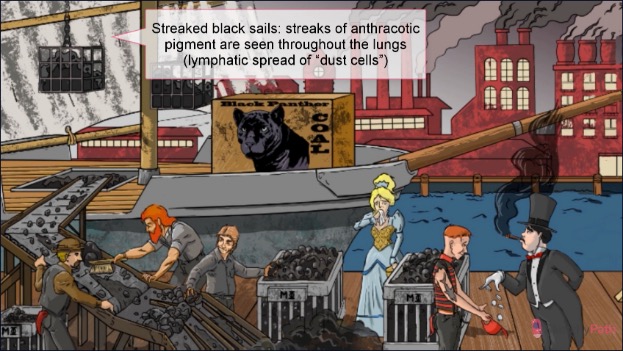 Streaked black sails: streaks of anthracotic
pigment are seen throughout the lungs
(lymphatic spread of “dust cells”)
Black Panther
COAL
MI
MI
MI
Path